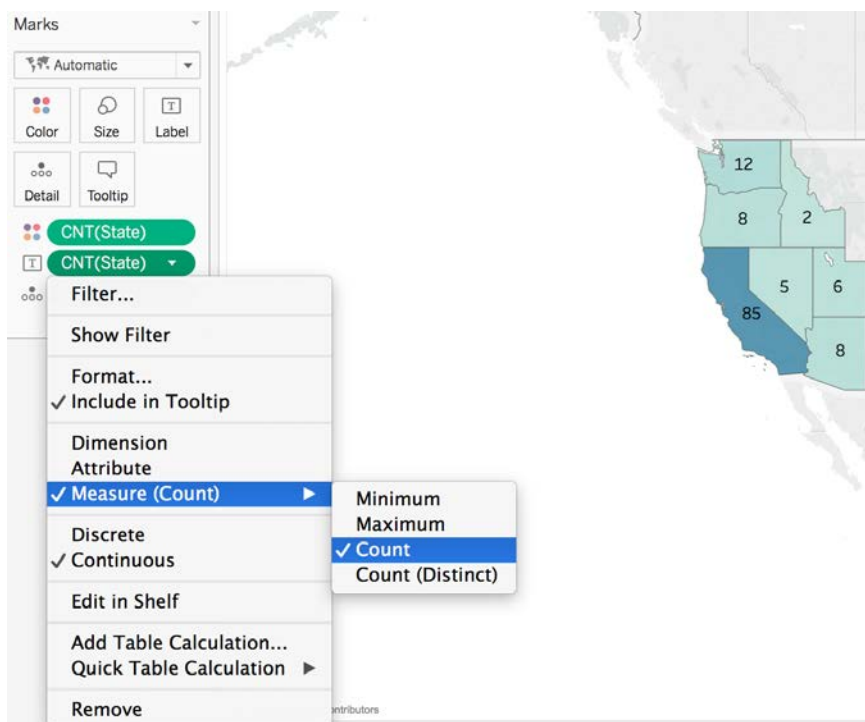 Marks
Automatic
Color Size Label
Detail Tooltip
CNT(State)
T CNT(State)
Filter...
Show Filter
Format...
✓ Include in Tooltip
Dimension
Attribute
✓ Measure (Count) ▶
Discrete
✓ Continuous
Edit in Shelf
Add Table Calculation...
Quick Table Calculation ▶
Remove
Minimum
Maximum
✓ Count
Count (Distinct)
12
8 2
5 6
85
8